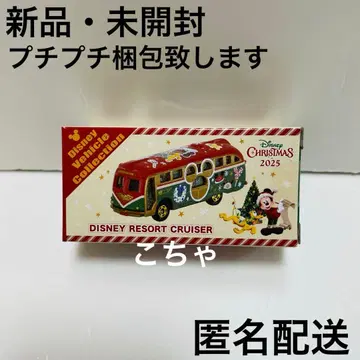 新品・未開封
プチプチ梱包致します
Disney
Vehicle
Collection
Disney
CHRISTMAS
2025
DISNEY RESORT CRUISER
こちゃ
匿名配送